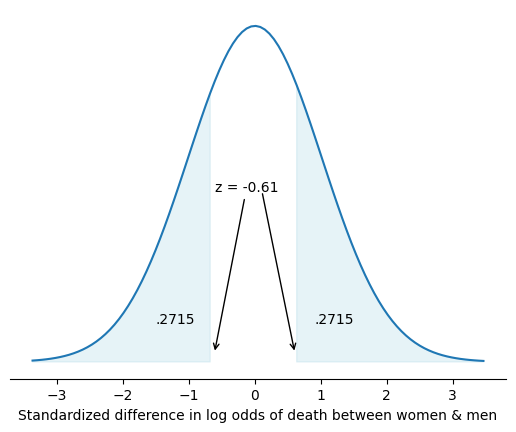 z = -0.61
.2715
.2715
−3 −2 −1 0 1 2 3
Standardized difference in log odds of death between women & men